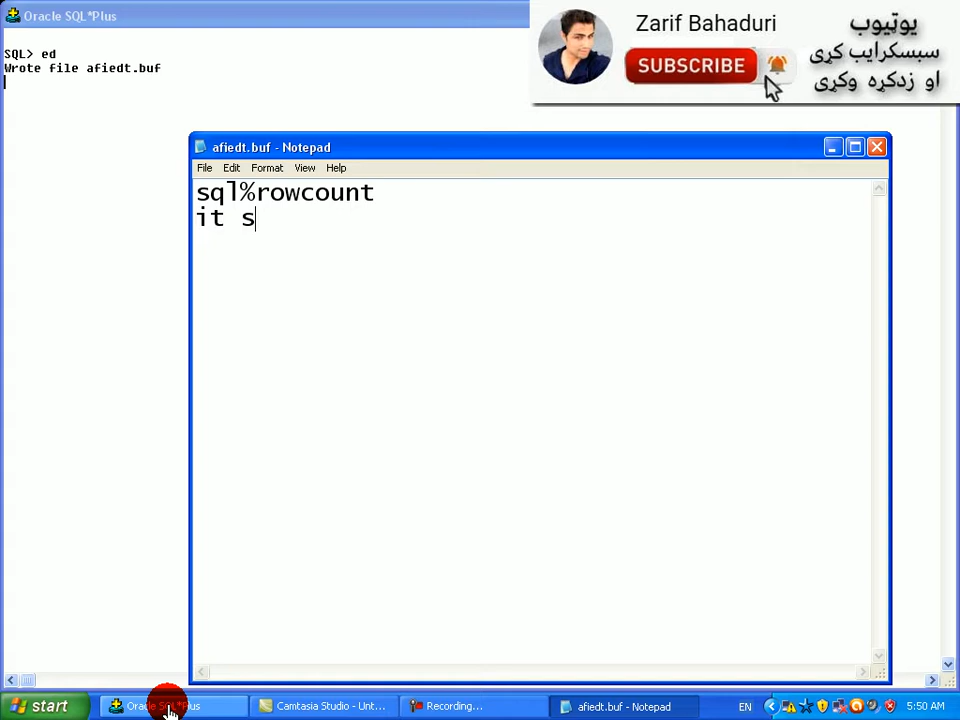 Oracle SQL*Plus
SQL> ed
Wrote file afiedt.buf
Zarif Bahaduri
SUBSCRIBE
یوټیوب
سبسکرایب کړی
او زدکړه وکړی
afiedt.buf - Notepad
File Edit Format View Help
sql%rowcount
it s
start
Oracle SQL*Plus
Camtasia Studio - Unt...
Recording...
afiedt.buf - Notepad
EN
5:50 AM